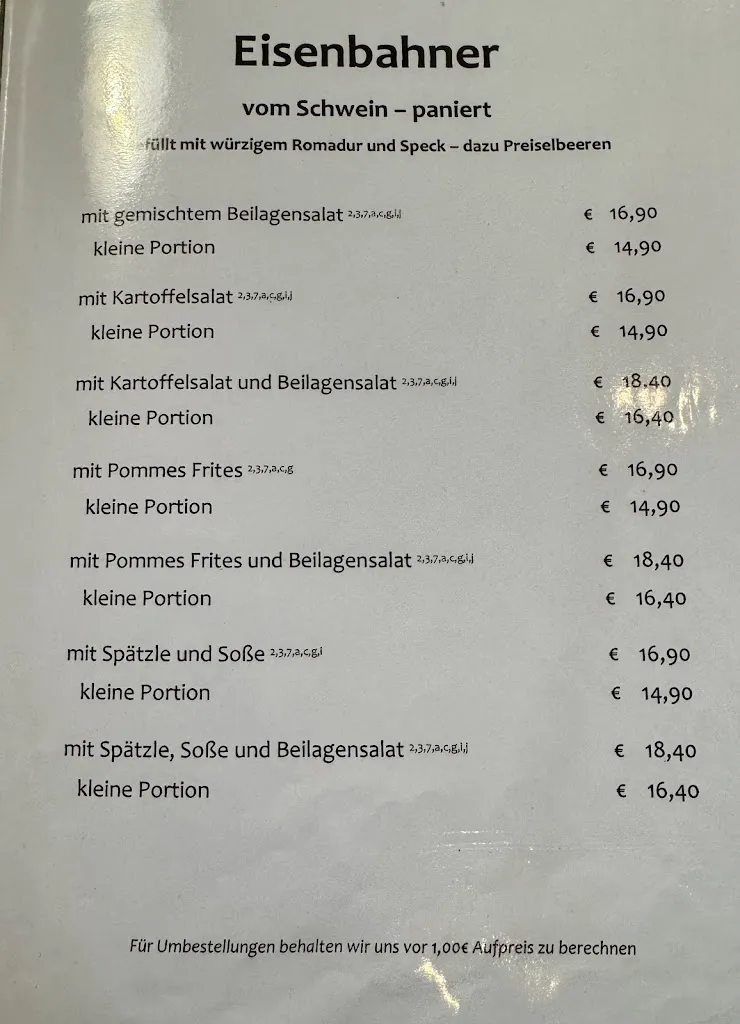 Eisenbahner
vom Schwein – paniert
füllt mit würzigem Romadur und Speck – dazu Preiselbeeren
mit gemischtem Beilagensalat 2,3,7,a,c,g,i,j € 16,90
kleine Portion € 14,90
mit Kartoffelsalat 2,3,7,a,c,g,i,j € 16,90
kleine Portion € 14,90
mit Kartoffelsalat und Beilagensalat 2,3,7,a,c,g,i,j € 18.40
kleine Portion € 16,40
mit Pommes Frites 2,3,7,a,c,g € 16,90
kleine Portion € 14,90
mit Pommes Frites und Beilagensalat 2,3,7,a,c,g,i,j € 18,40
kleine Portion € 16,40
mit Spätzle und Soße 2,3,7,a,c,g,i € 16,90
kleine Portion € 14,90
mit Spätzle, Soße und Beilagensalat 2,3,7,a,c,g,i,j € 18,40
kleine Portion € 16,40
Für Umbestellungen behalten wir uns vor 1,00€ Aufpreis zu berechnen